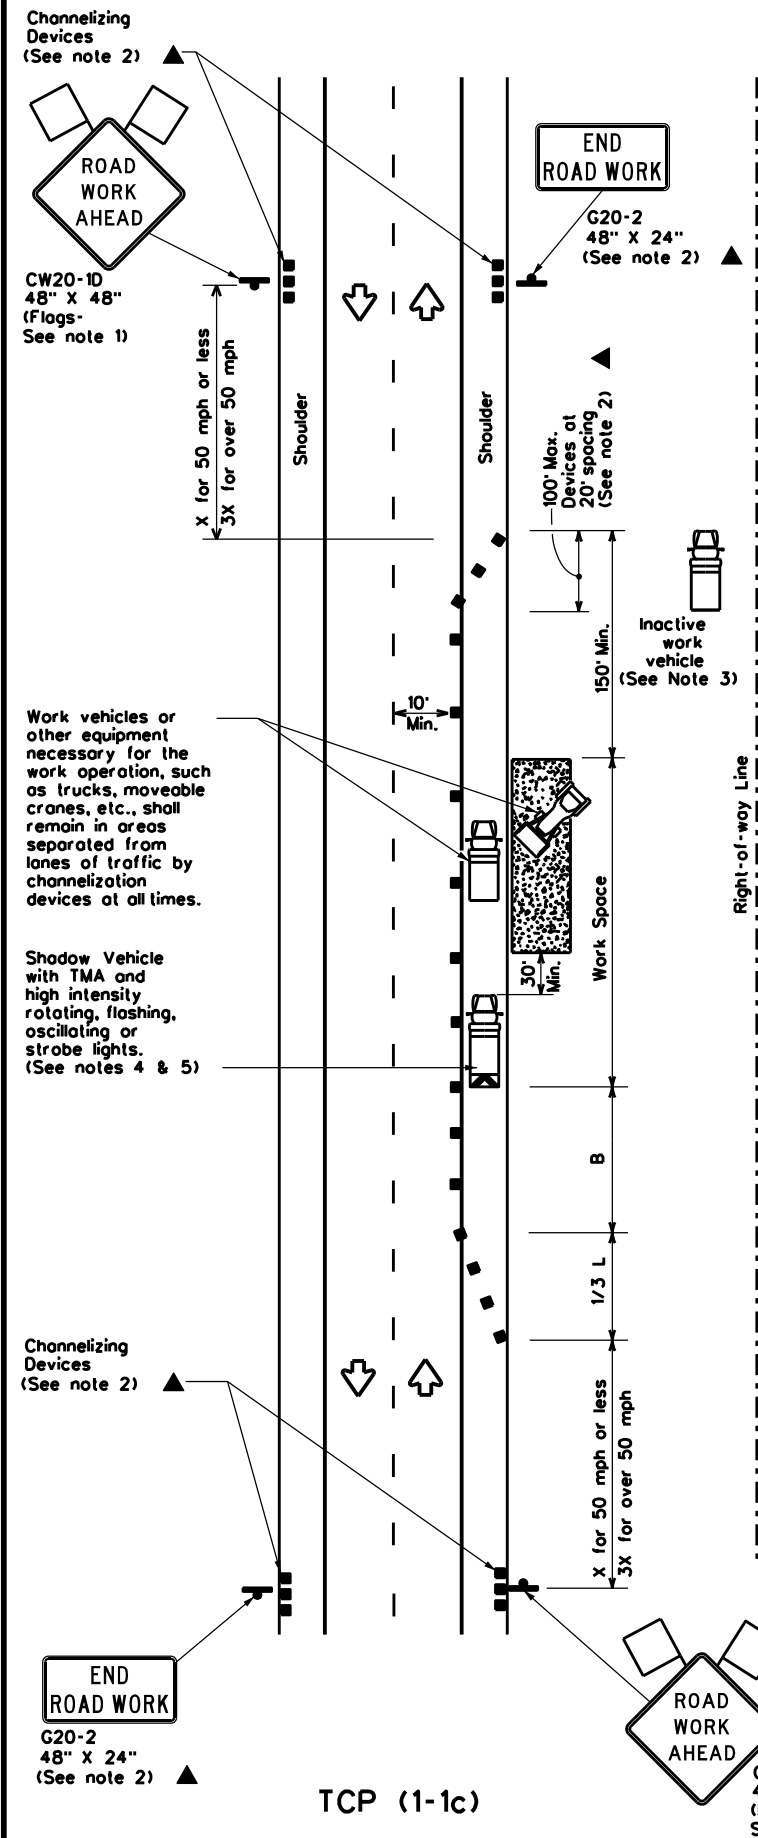 Channelizing
Devices
(See note 2)
ROAD
WORK
AHEAD
CW20-1D
48" X 48"
(Flags-
See note 1)
END
ROAD WORK
G20-2
48" X 24"
(See note 2)
X for 50 mph or less
3X for over 50 mph
Shoulder
Shoulder
100' Max.
Devices at
20' spacing
(See note 2)
150' Min.
Inactive
work
vehicle
(See Note 3)
10'
Min.
Work vehicles or
other equipment
necessary for the
work operation, such
as trucks, moveable
cranes, etc., shall
remain in areas
separated from
lanes of traffic by
channelization
devices at all times.
Right-of-way Line
Work Space
30'
Min.
Shadow Vehicle
with TMA and
high intensity
rotating, flashing,
oscillating or
strobe lights.
(See notes 4 & 5)
B
1/3 L
Channelizing
Devices
(See note 2)
X for 50 mph or less
3X for over 50 mph
END
ROAD WORK
G20-2
48" X 24"
(See note 2)
ROAD
WORK
AHEAD
TCP (1-1c)